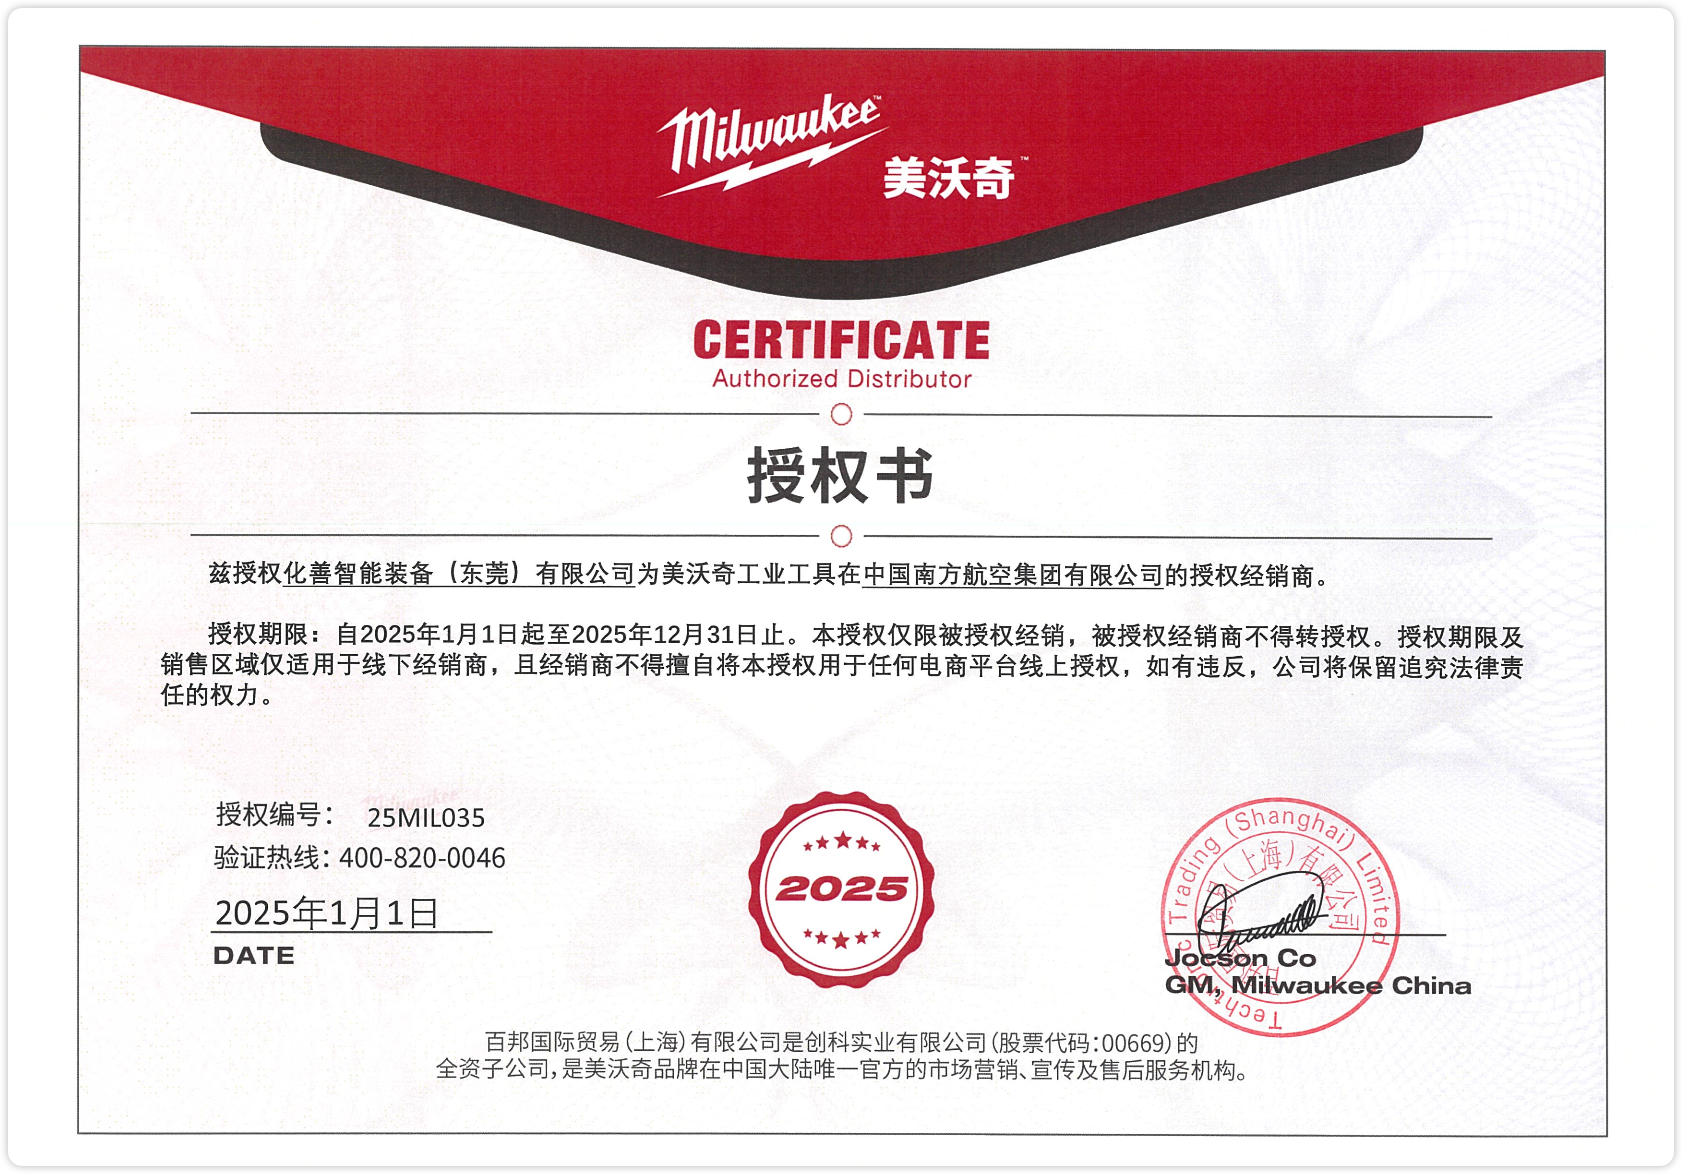 Milwaukee™
美沃奇™
CERTIFICATE
Authorized Distributor
授权书
兹授权化善智能装备（东莞）有限公司为美沃奇工业工具在中国南方航空集团有限公司的授权经销商。
授权期限：自2025年1月1日起至2025年12月31日止。本授权仅限被授权经销，被授权经销商不得转授权。授权期限及
销售区域仅适用于线下经销商，且经销商不得擅自将本授权用于任何电商平台线上授权，如有违反，公司将保留追究法律责
任的权力。
授权编号： 25MIL035
验证热线：400-820-0046
2025年1月1日
DATE
2025
Techtronic Trading (Shanghai) Limited
贸易(上海)有限公司
Jocson Co
GM, Milwaukee China
百邦国际贸易(上海)有限公司是创科实业有限公司(股票代码:00669)的
全资子公司,是美沃奇品牌在中国大陆唯一官方的市场营销、宣传及售后服务机构。